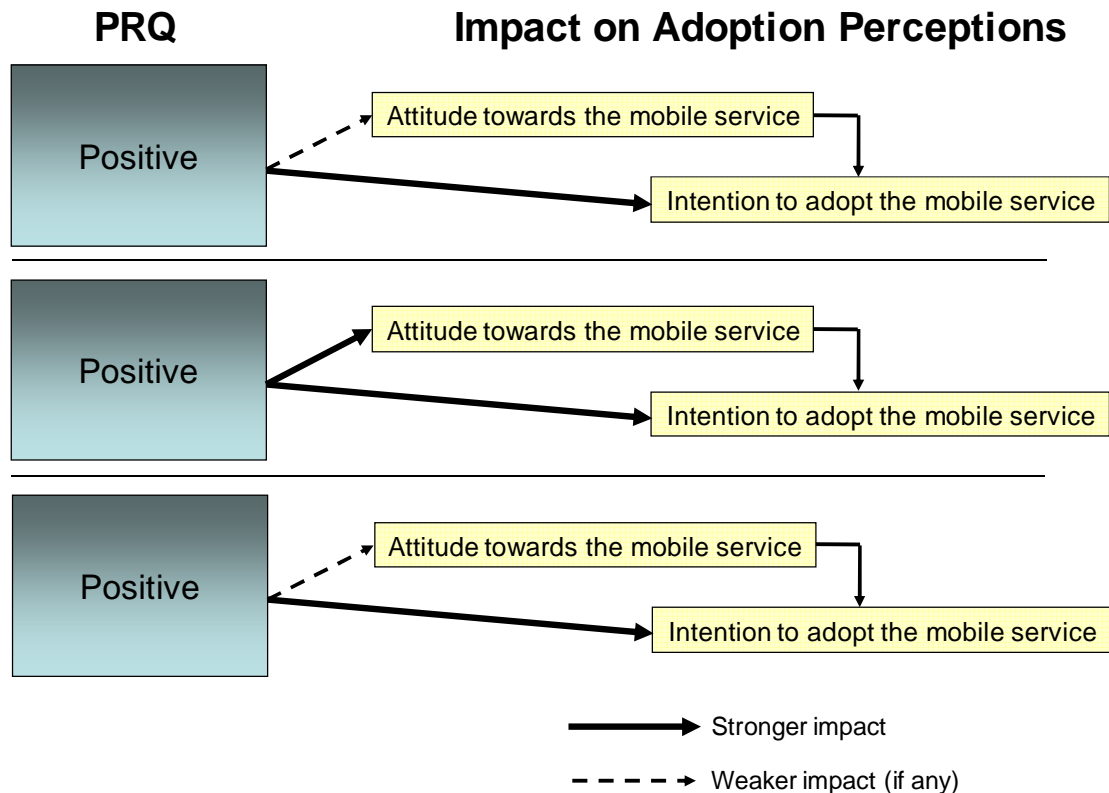 PRQ
Impact on Adoption Perceptions
Positive
Attitude towards the mobile service
Intention to adopt the mobile service
Positive
Attitude towards the mobile service
Intention to adopt the mobile service
Positive
Attitude towards the mobile service
Intention to adopt the mobile service
Stronger impact
Weaker impact (if any)